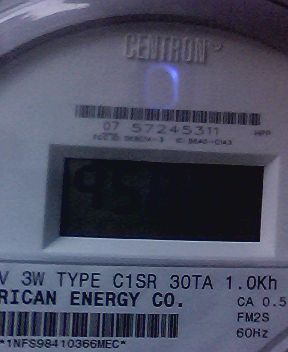 CENTRON
07 57245311
V 3W TYPE C1SR 30TA 1.0Kh
RICAN ENERGY CO.
CA 0.5
FM2S
60Hz
*1NFS98410366MEC*